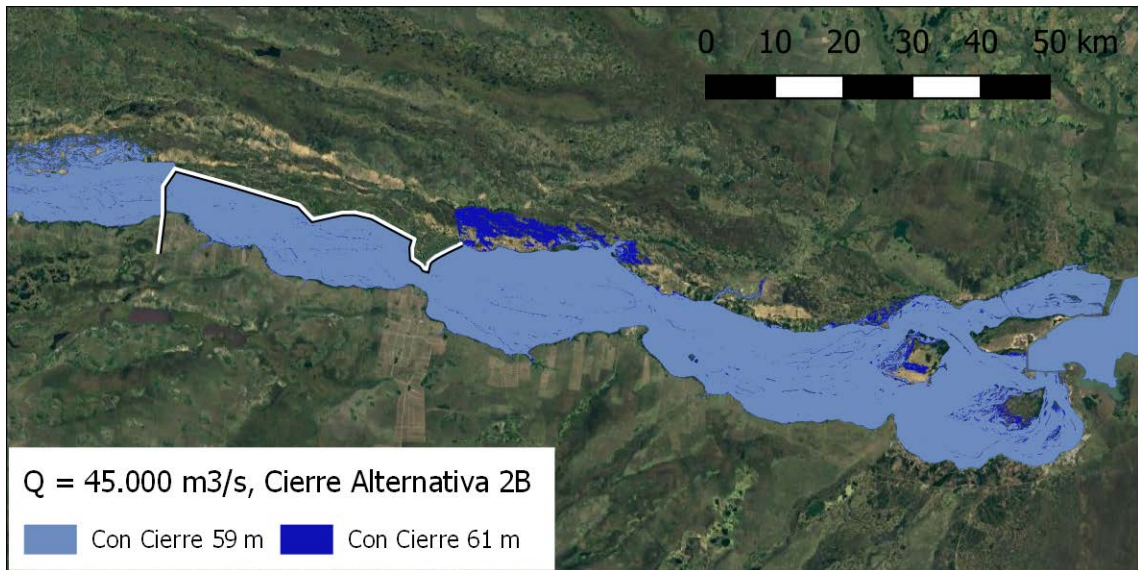 0 10 20 30 40 50 km
Q = 45.000 m3/s, Cierre Alternativa 2B
Con Cierre 59 m Con Cierre 61 m